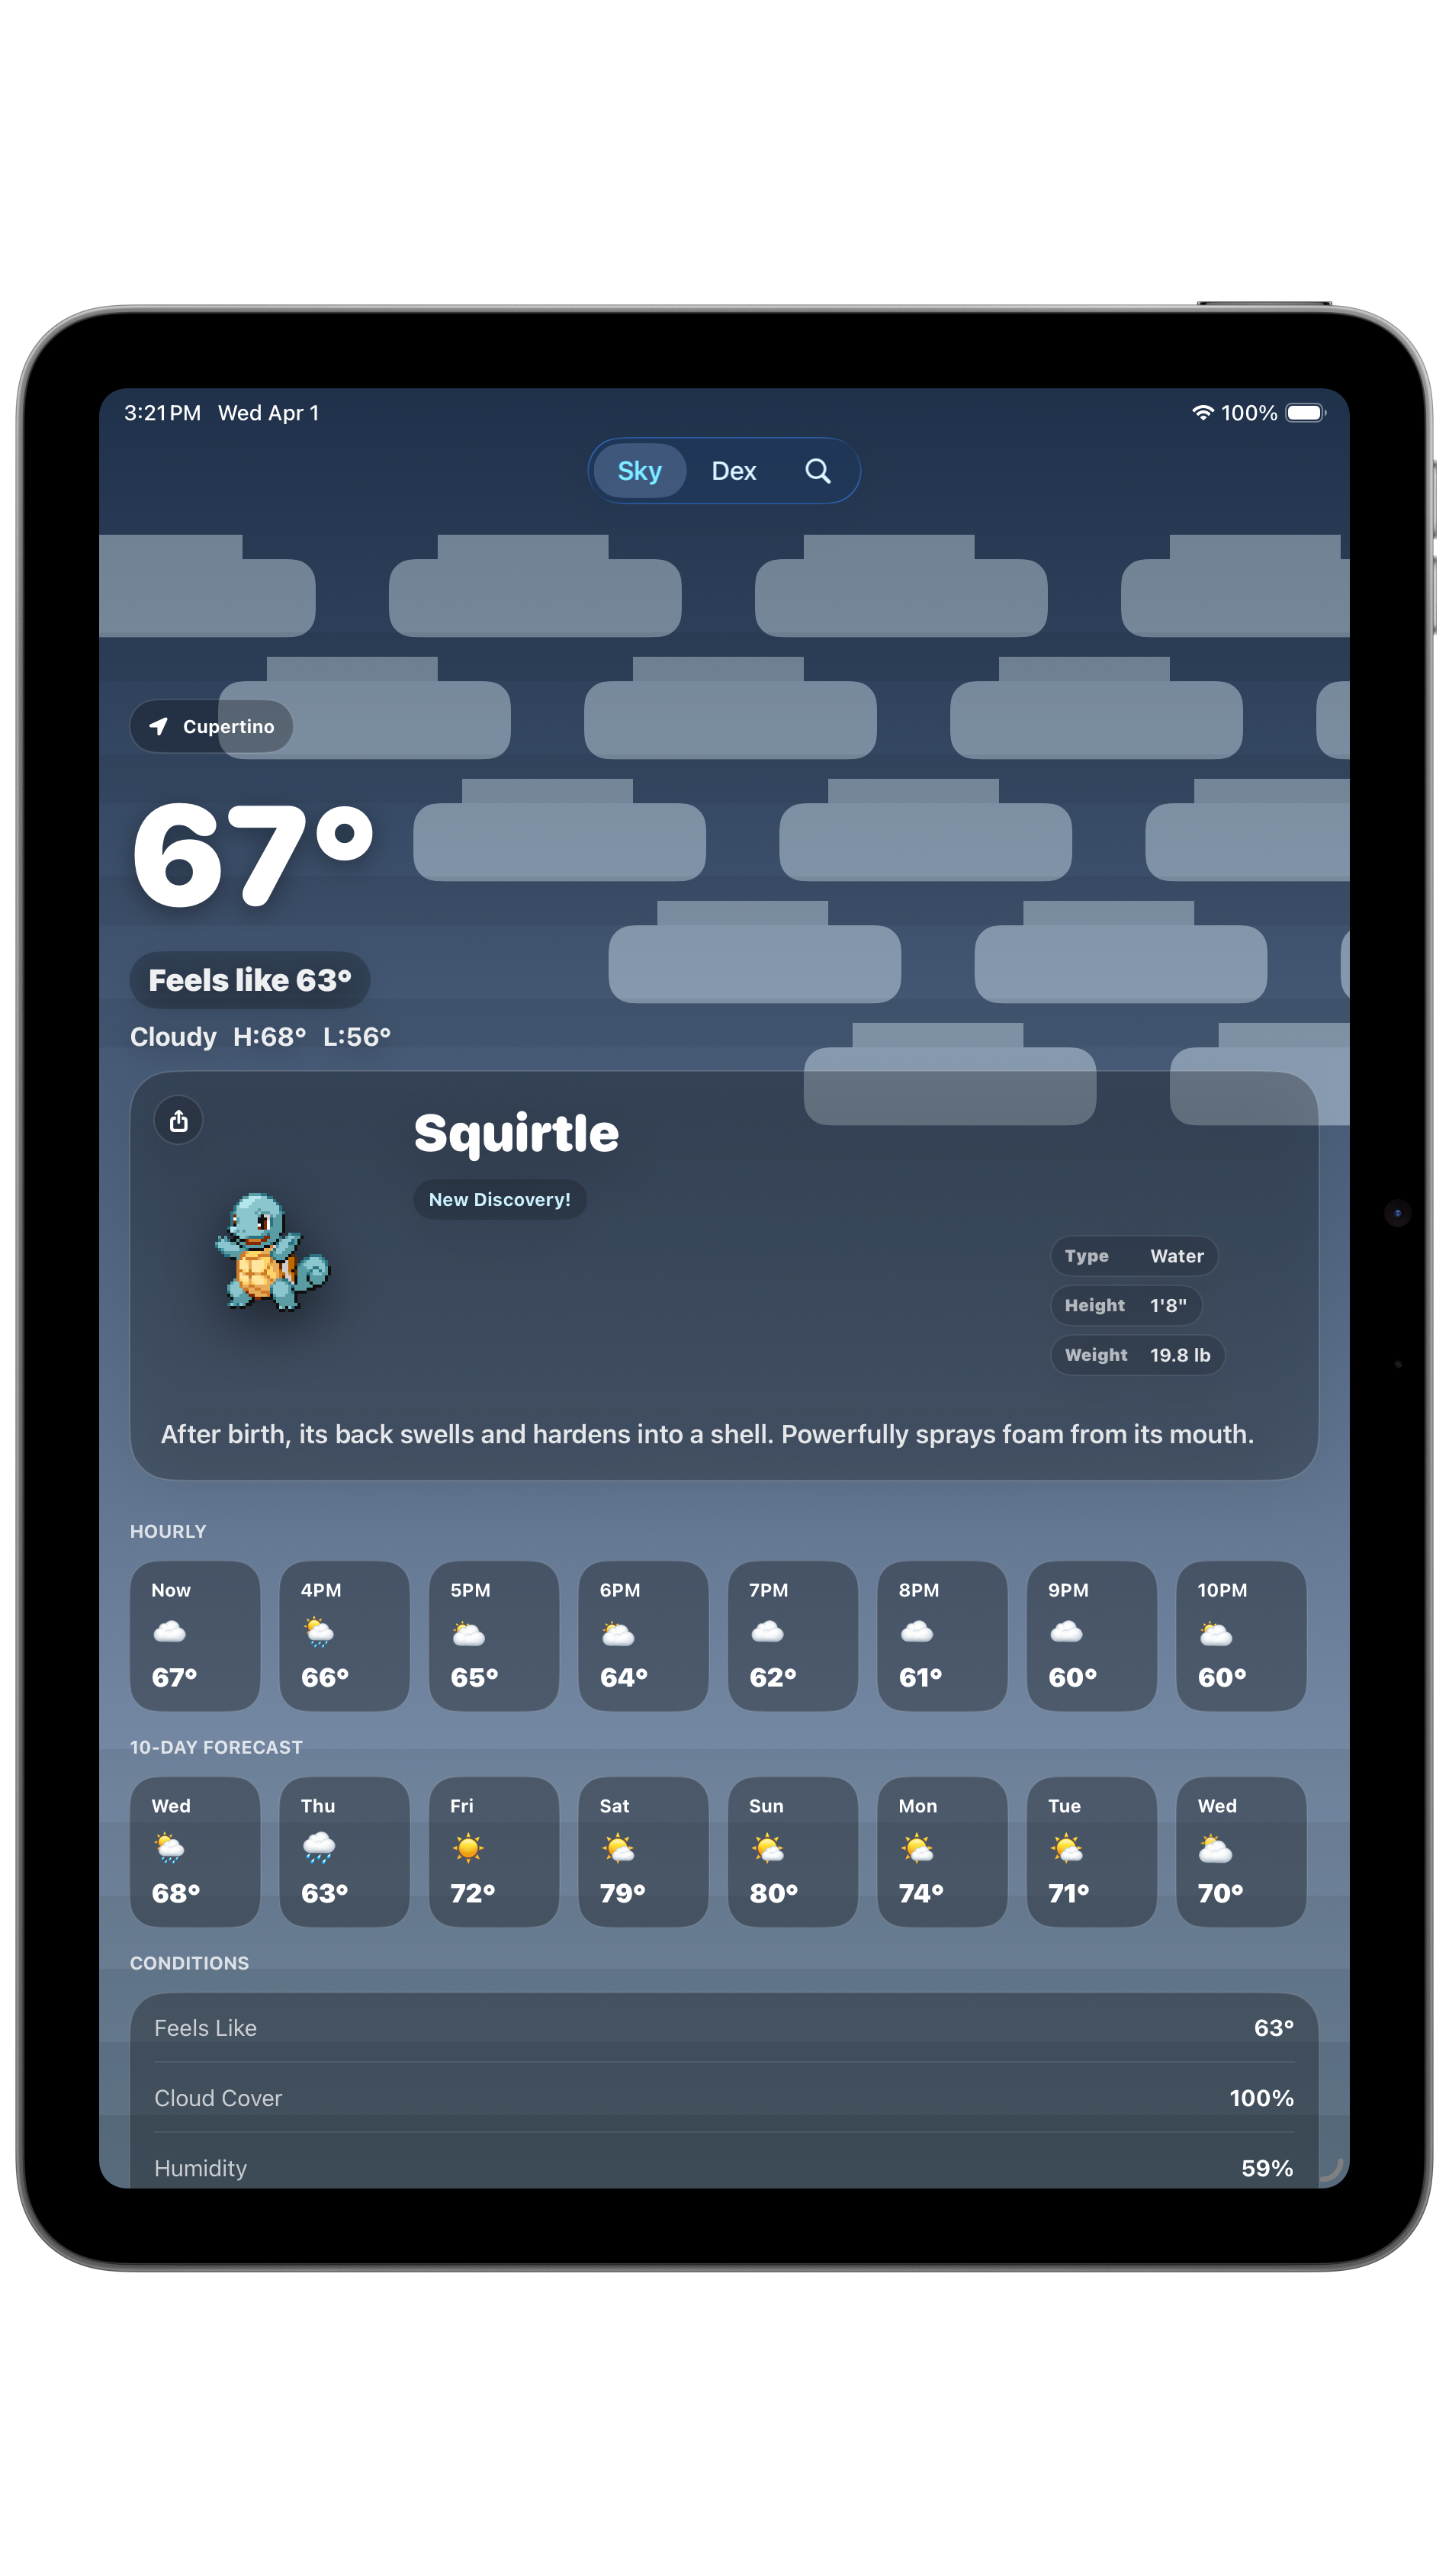 3:21 PM Wed Apr 1 100%
Sky Dex
Cupertino
67°
Feels like 63°
Cloudy H:68° L:56°
Squirtle
New Discovery!
Type Water
Height 1'8"
Weight 19.8 lb
After birth, its back swells and hardens into a shell. Powerfully sprays foam from its mouth.
HOURLY
Now 4PM 5PM 6PM 7PM 8PM 9PM 10PM
67° 66° 65° 64° 62° 61° 60° 60°
10-DAY FORECAST
Wed Thu Fri Sat Sun Mon Tue Wed
68° 63° 72° 79° 80° 74° 71° 70°
CONDITIONS
Feels Like 63°
Cloud Cover 100%
Humidity 59%